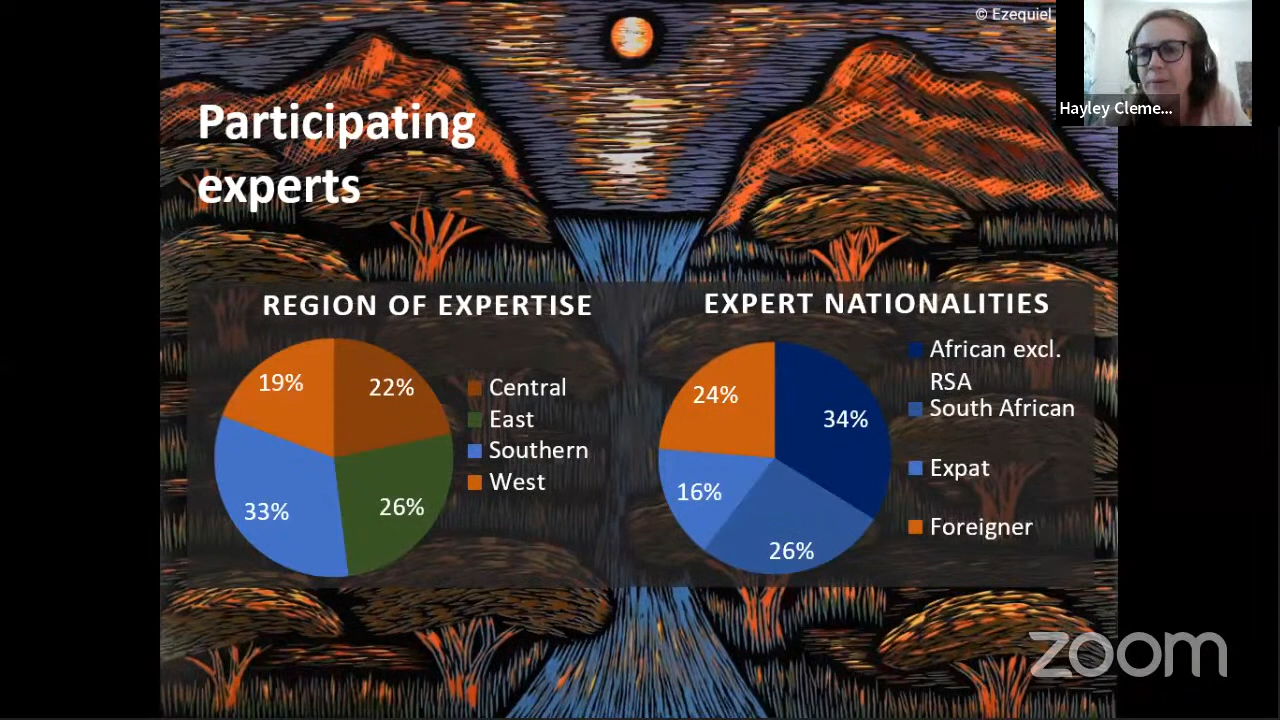 © Ezequiel
Hayley Cleme...
Participating
experts
REGION OF EXPERTISE
19%
22%
33%
26%
Central
East
Southern
West
EXPERT NATIONALITIES
24%
34%
16%
26%
African excl.
RSA
South African
Expat
Foreigner
zoom